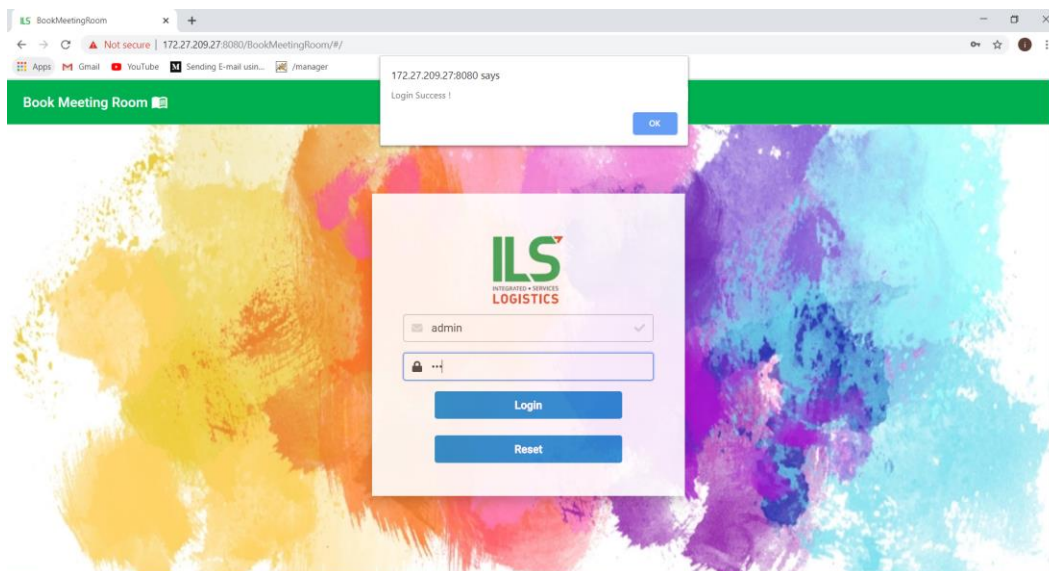 ILS BookMeetingRoom
Not secure | 172.27.209.27:8080/BookMeetingRoom/#/
Apps Gmail YouTube M Sending E-mail usin... /manager
172.27.209.27:8080 says
Login Success !
OK
Book Meeting Room
ILS
INTEGRATED • SERVICES
LOGISTICS
admin
•••
Login
Reset